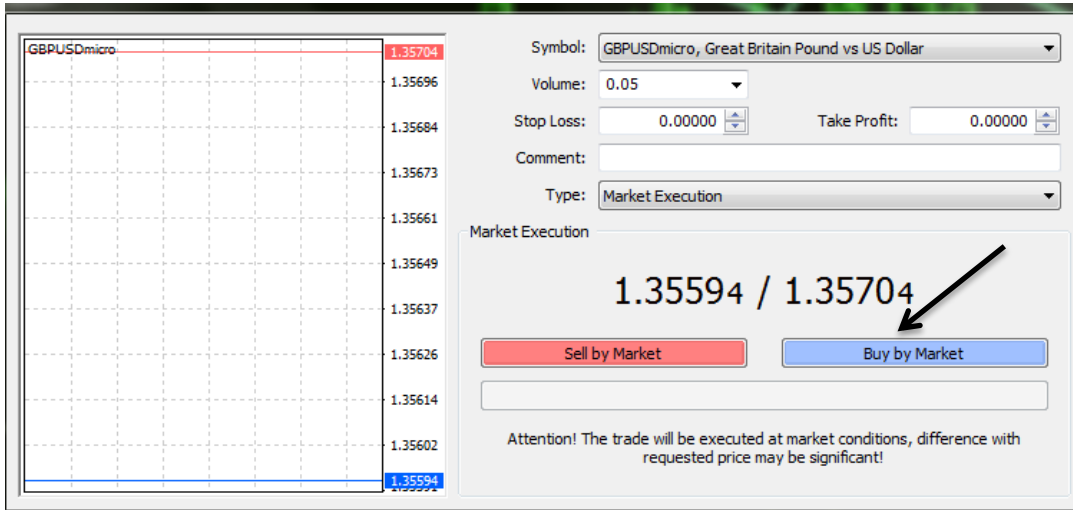 GBPUSDmicro
1.35704
1.35696
1.35684
1.35673
1.35661
1.35649
1.35637
1.35626
1.35614
1.35602
1.35594
Symbol: GBPUSDmicro, Great Britain Pound vs US Dollar
Volume: 0.05
Stop Loss: 0.00000 Take Profit: 0.00000
Comment:
Type: Market Execution
Market Execution
1.35594 / 1.35704
Sell by Market Buy by Market
Attention! The trade will be executed at market conditions, difference with
requested price may be significant!